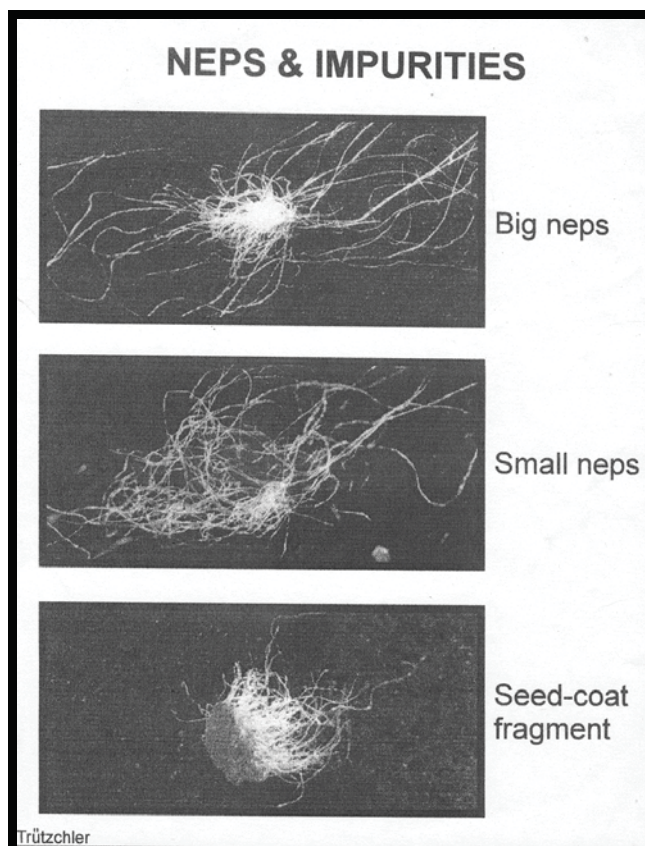 NEPS & IMPURITIES
Big neps
Small neps
Seed-coat
fragment
Trützchler